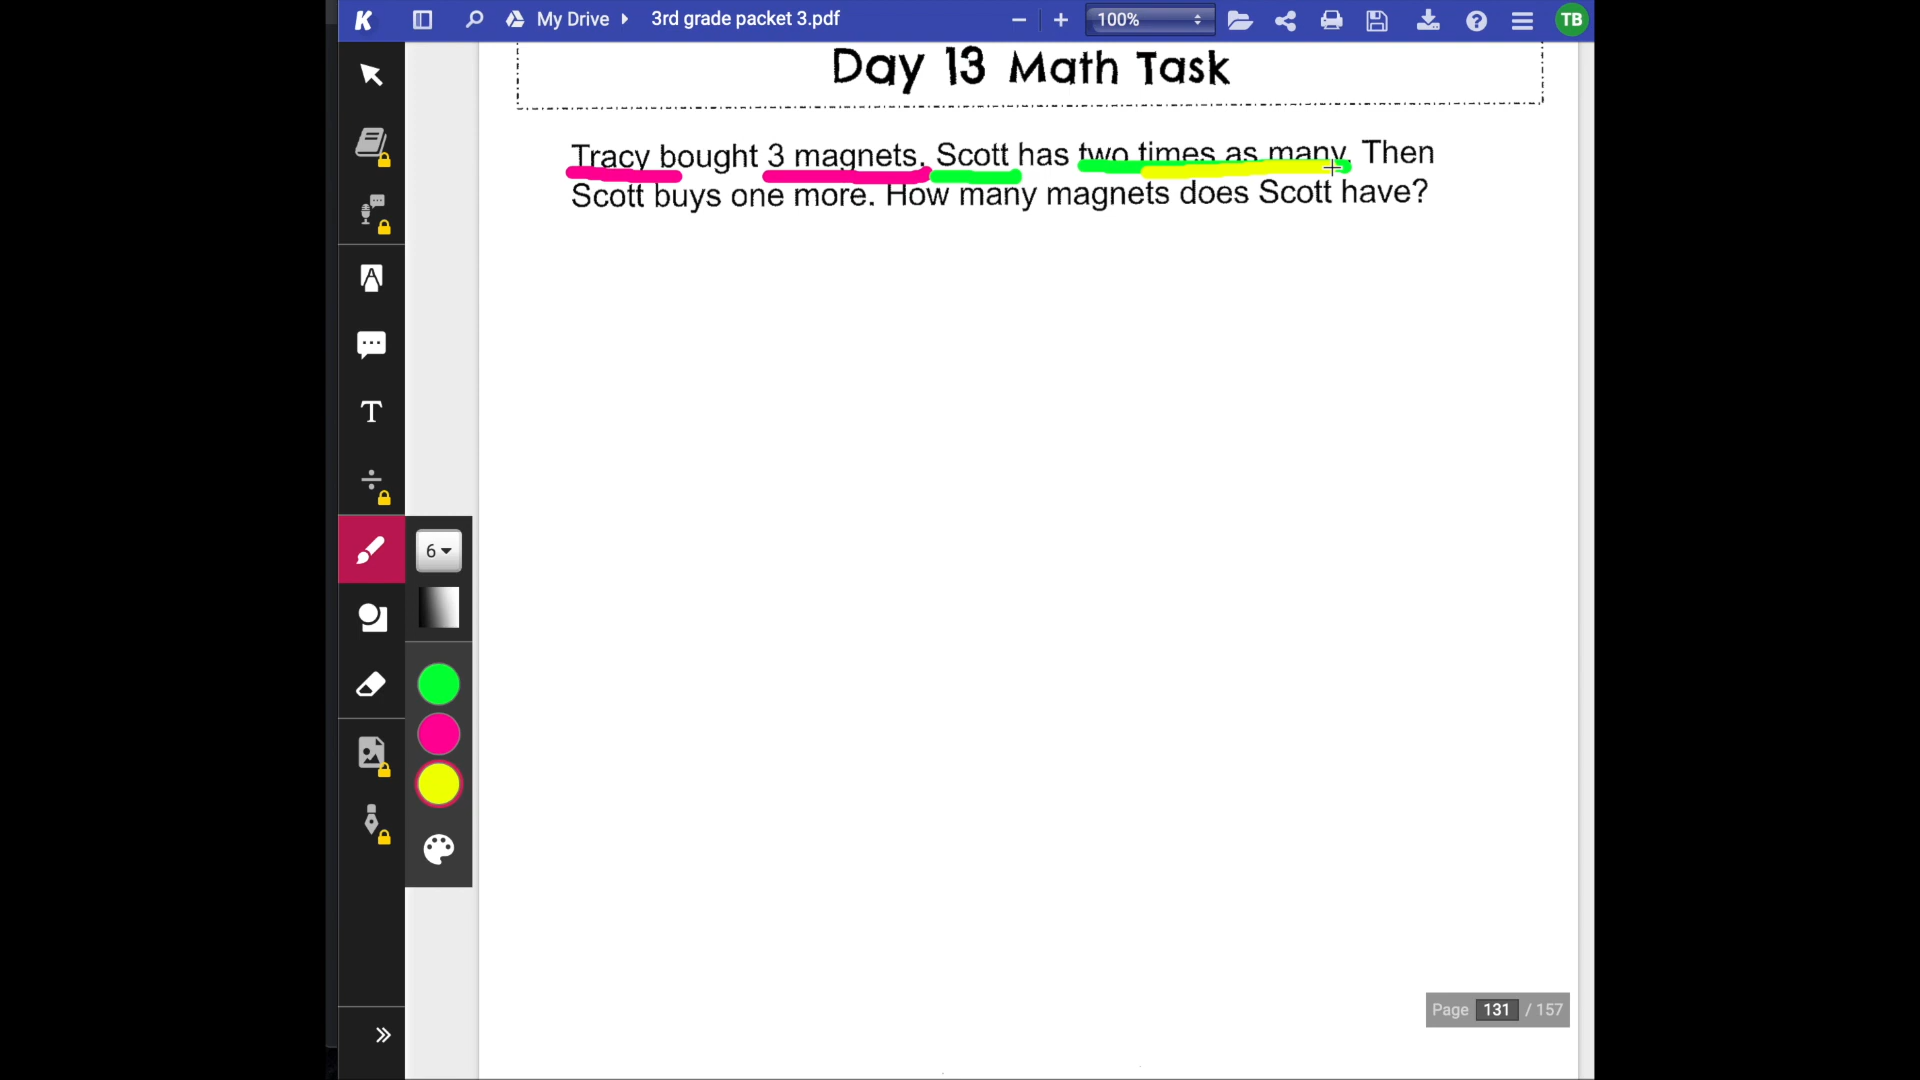 K My Drive 3rd grade packet 3.pdf 100% TB
Day 13 Math Task
Tracy bought 3 magnets. Scott has two times as many. Then
Scott buys one more. How many magnets does Scott have?
A
T
6
Page 131 / 157